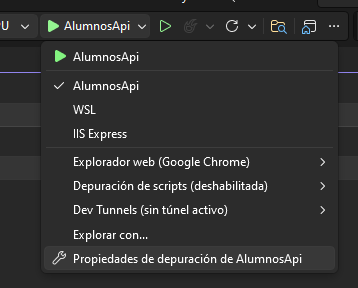 PU
AlumnosApi
AlumnosApi
AlumnosApi
WSL
IIS Express
Explorador web (Google Chrome)
Depuración de scripts (deshabilitada)
Dev Tunnels (sin túnel activo)
Explorar con...
Propiedades de depuración de AlumnosApi